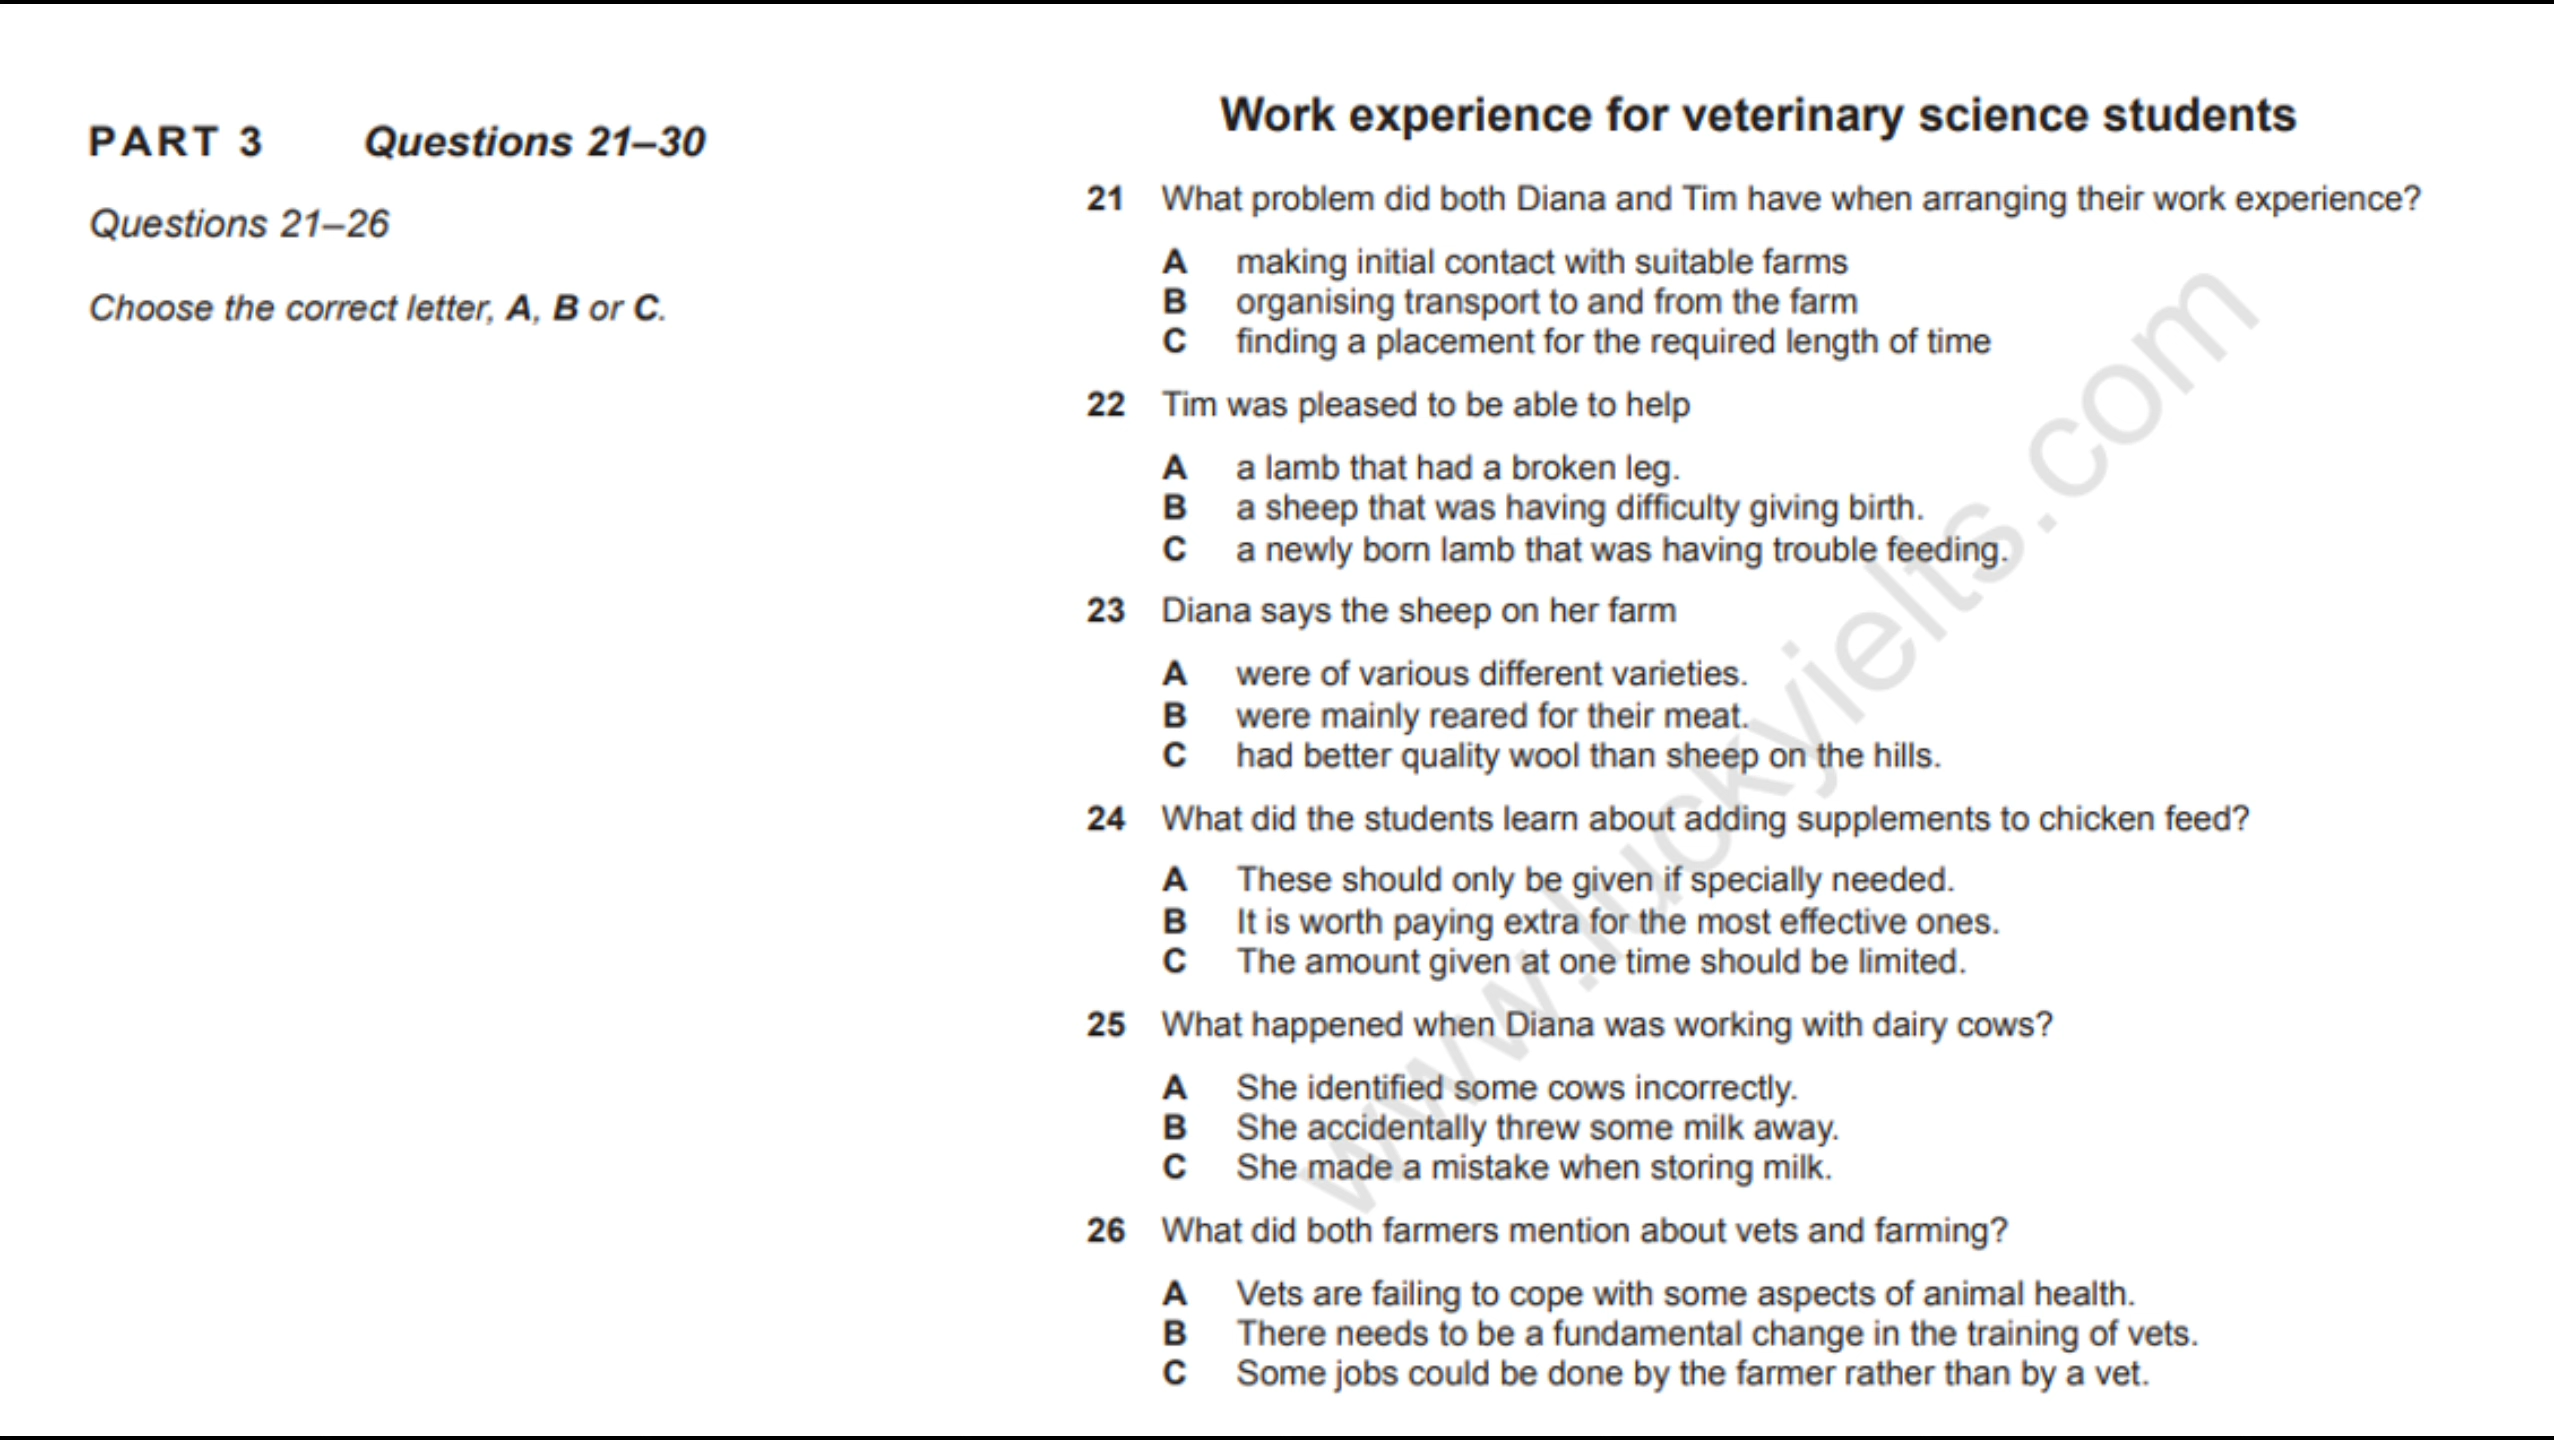 PART 3 Questions 21–30
Questions 21–26
Choose the correct letter, A, B or C.
Work experience for veterinary science students
21 What problem did both Diana and Tim have when arranging their work experience?
A making initial contact with suitable farms
B organising transport to and from the farm
C finding a placement for the required length of time
22 Tim was pleased to be able to help
A a lamb that had a broken leg.
B a sheep that was having difficulty giving birth.
C a newly born lamb that was having trouble feeding.
23 Diana says the sheep on her farm
A were of various different varieties.
B were mainly reared for their meat.
C had better quality wool than sheep on the hills.
24 What did the students learn about adding supplements to chicken feed?
A These should only be given if specially needed.
B It is worth paying extra for the most effective ones.
C The amount given at one time should be limited.
25 What happened when Diana was working with dairy cows?
A She identified some cows incorrectly.
B She accidentally threw some milk away.
C She made a mistake when storing milk.
26 What did both farmers mention about vets and farming?
A Vets are failing to cope with some aspects of animal health.
B There needs to be a fundamental change in the training of vets.
C Some jobs could be done by the farmer rather than by a vet.
www.luckyielts.com